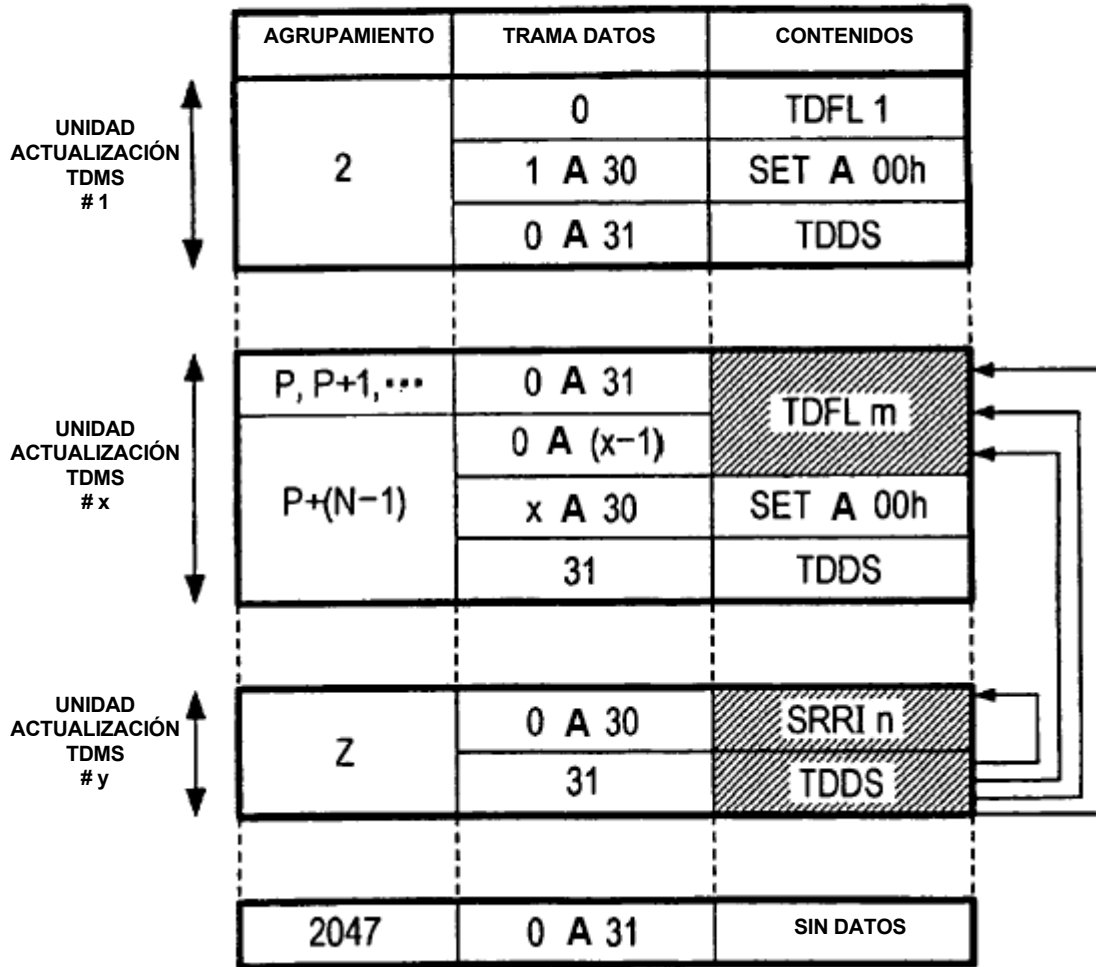 AGRUPAMIENTO TRAMA DATOS CONTENIDOS
UNIDAD
ACTUALIZACIÓN
TDMS
# 1
2
0 TDFL 1
1 A 30 SET A 00h
0 A 31 TDDS
UNIDAD
ACTUALIZACIÓN
TDMS
# x
P, P+1,••• 0 A 31
TDFL m
0 A (x-1)
P+(N-1)
x A 30 SET A 00h
31 TDDS
UNIDAD
ACTUALIZACIÓN
TDMS
# y
Z
0 A 30 SRRI n
31 TDDS
2047 0 A 31 SIN DATOS